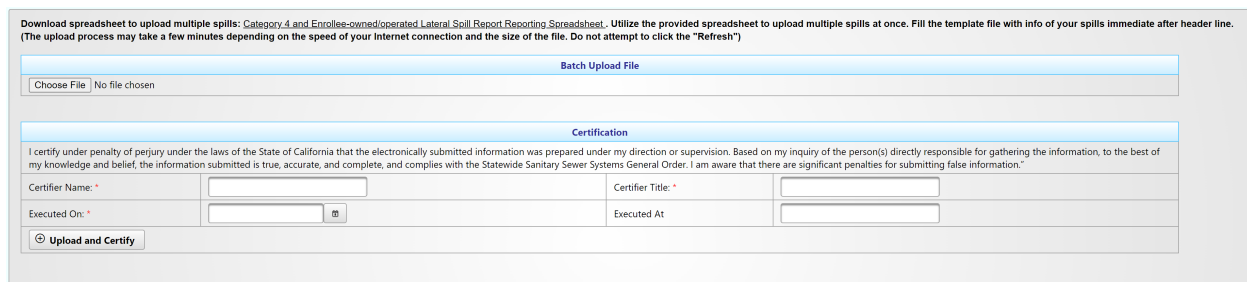 Download spreadsheet to upload multiple spills: Category 4 and Enrollee-owned/operated Lateral Spill Report Reporting Spreadsheet . Utilize the provided spreadsheet to upload multiple spills at once. Fill the template file with info of your spills immediate after header line.
(The upload process may take a few minutes depending on the speed of your Internet connection and the size of the file. Do not attempt to click the "Refresh")
Batch Upload File
Choose File No file chosen
Certification
I certify under penalty of perjury under the laws of the State of California that the electronically submitted information was prepared under my direction or supervision. Based on my inquiry of the person(s) directly responsible for gathering the information, to the best of
my knowledge and belief, the information submitted is true, accurate, and complete, and complies with the Statewide Sanitary Sewer Systems General Order. I am aware that there are significant penalties for submitting false information."
Certifier Name: * Certifier Title: *
Executed On: * Executed At
Upload and Certify